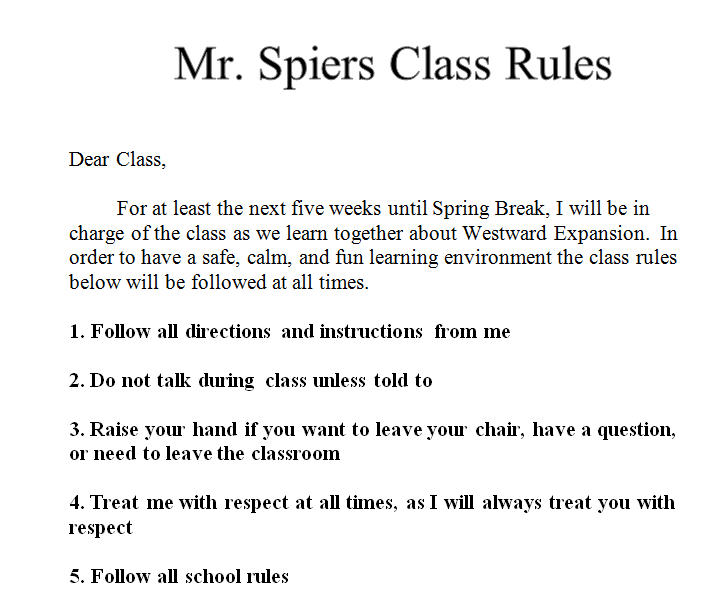 Mr. Spiers Class Rules
Dear Class,
For at least the next five weeks until Spring Break, I will be in
charge of the class as we learn together about Westward Expansion. In
order to have a safe, calm, and fun learning environment the class rules
below will be followed at all times.
1. Follow all directions and instructions from me
2. Do not talk during class unless told to
3. Raise your hand if you want to leave your chair, have a question,
or need to leave the classroom
4. Treat me with respect at all times, as I will always treat you with
respect
5. Follow all school rules